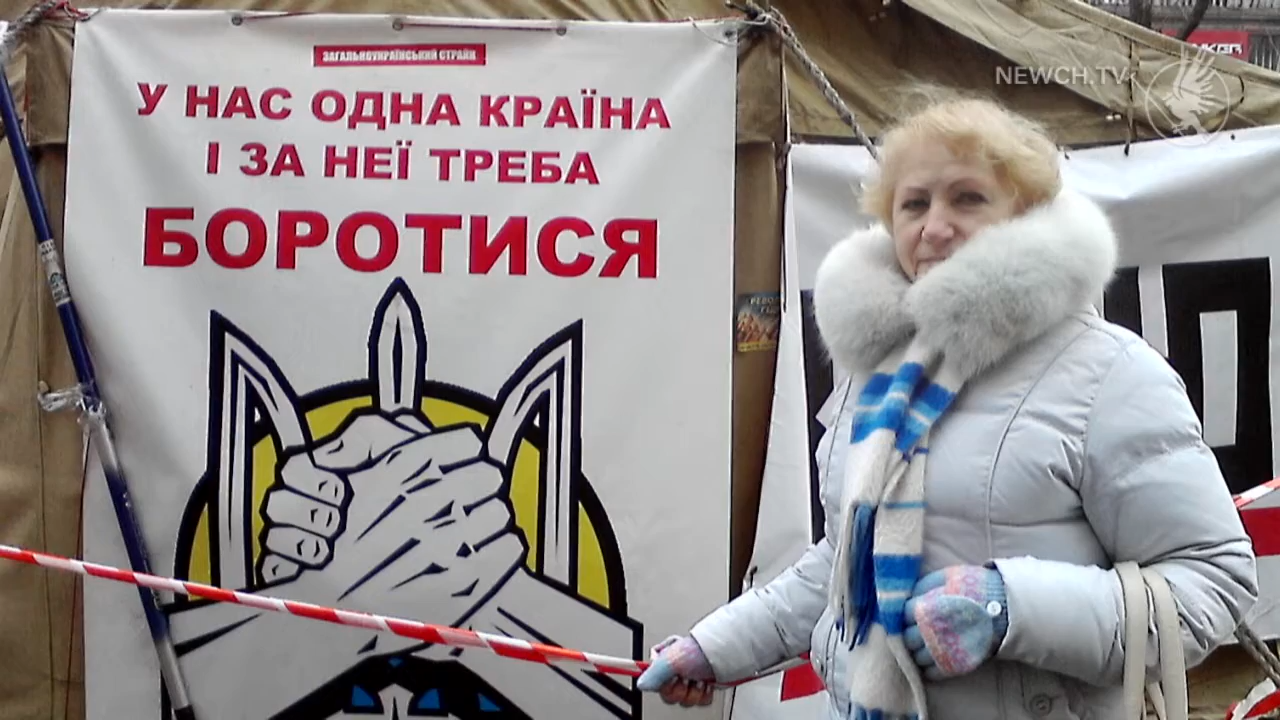 ЗАГАЛЬНОУКРАЇНСЬКИЙ СТРАЙК
У НАС ОДНА КРАЇНА
І ЗА НЕЇ ТРЕБА
БОРОТИСЯ
NEWCH.TV